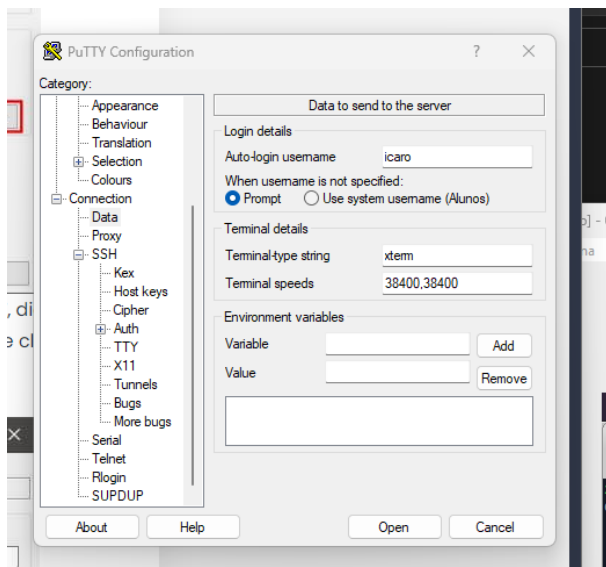 PuTTY Configuration
?
Category:
Appearance
Behaviour
Translation
Selection
Colours
Connection
Data
Proxy
SSH
Kex
Host keys
Cipher
Auth
TTY
X11
Tunnels
Bugs
More bugs
Serial
Telnet
Rlogin
SUPDUP
Data to send to the server
Login details
Auto-login username icaro
When username is not specified:
Prompt Use system username (Alunos)
Terminal details
Terminal-type string xterm
Terminal speeds 38400,38400
Environment variables
Variable Add
Value Remove
About Help Open Cancel
, di
e cl
] -
na